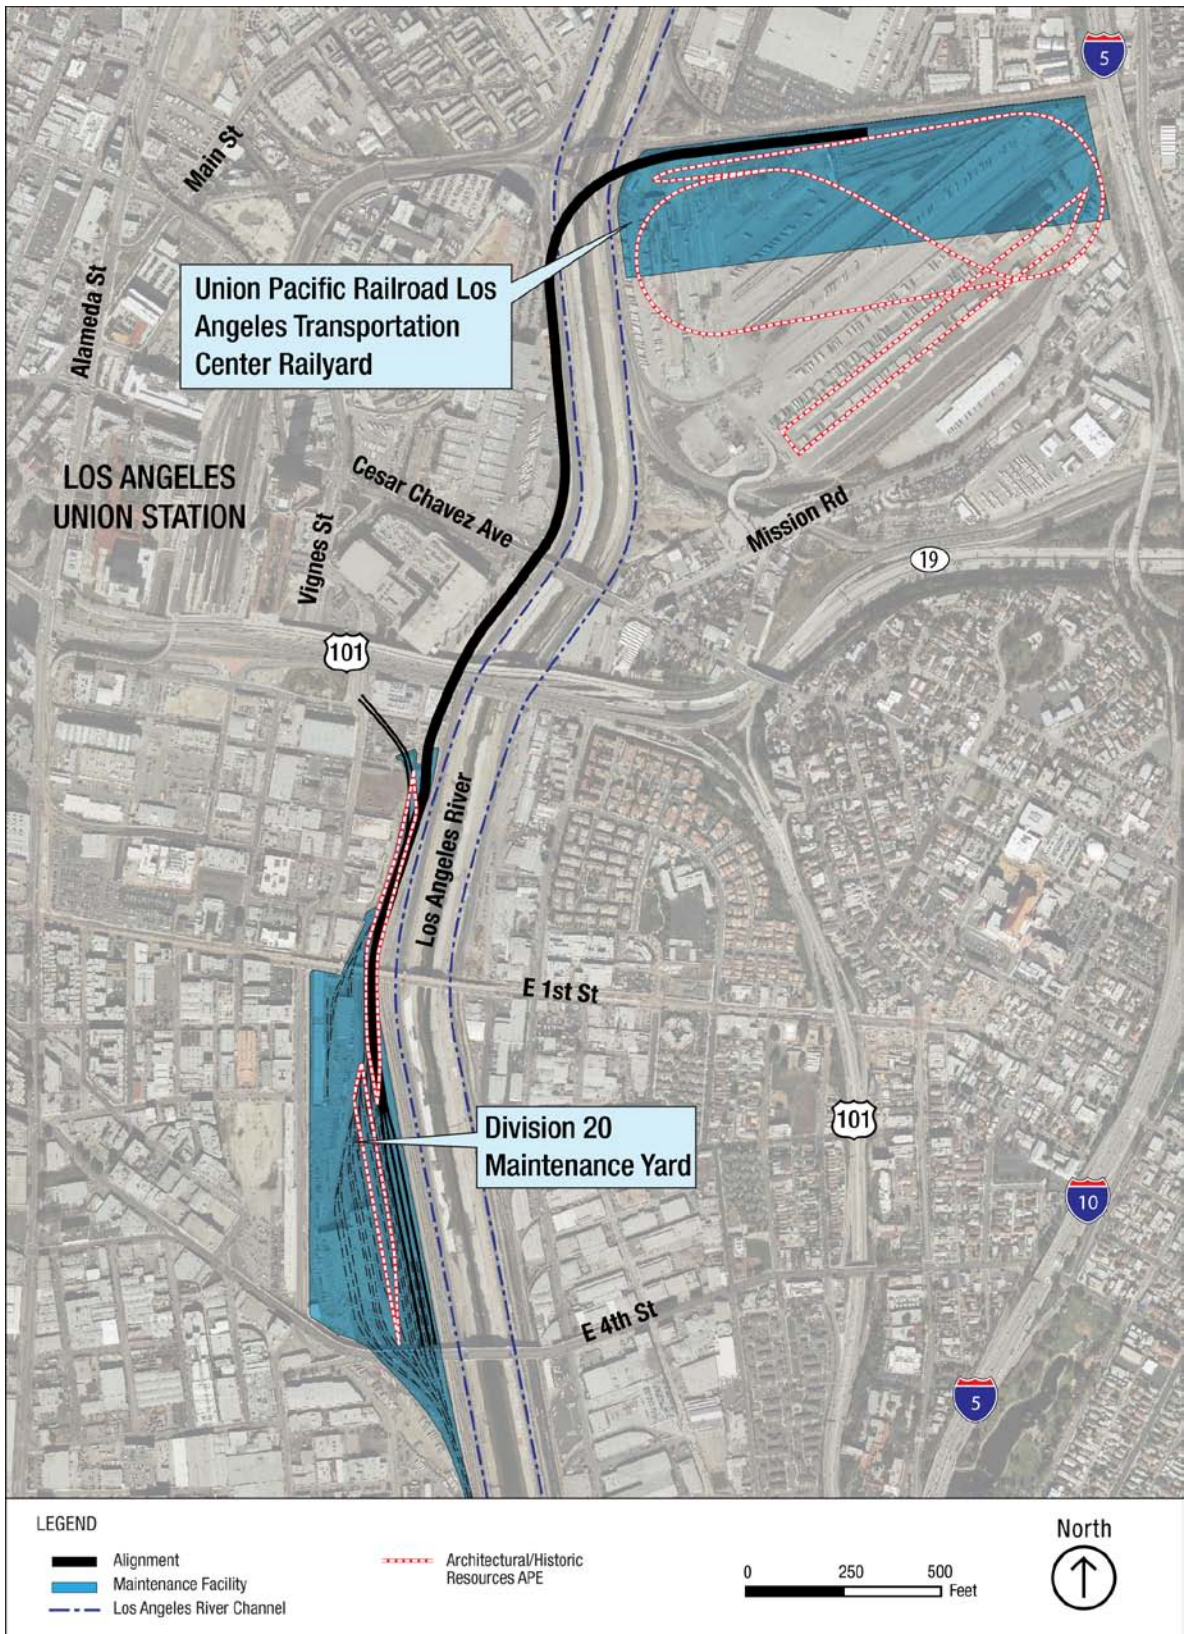 5
Main St
Alameda St
Union Pacific Railroad Los
Angeles Transportation
Center Railyard
LOS ANGELES
UNION STATION
Cesar Chavez Ave
Vignes St
Mission Rd
19
101
Los Angeles River
E 1st St
Division 20
Maintenance Yard
101
10
E 4th St
5
LEGEND
Alignment
Maintenance Facility
Los Angeles River Channel
Architectural/Historic
Resources APE
0 250 500
Feet
North